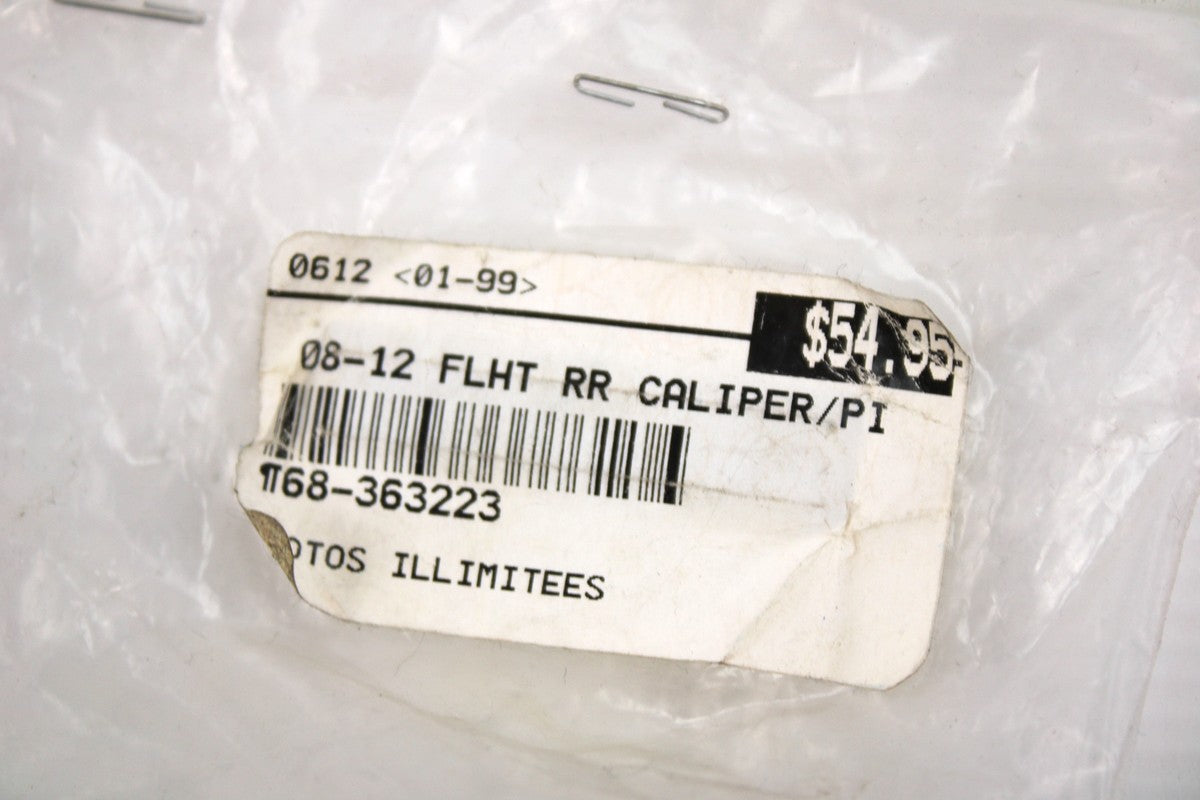 0612 <01-99>
$54.95
08-12 FLHT RR CALIPER/PI
¶68-363223
OTOS ILLIMITEES